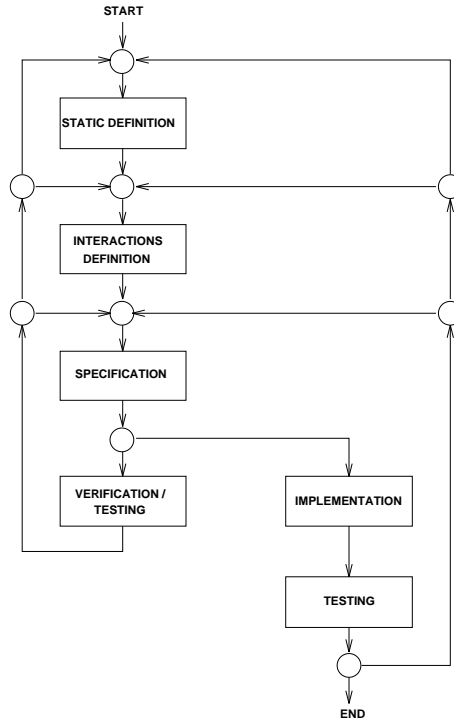 START
STATIC DEFINITION
INTERACTIONS
DEFINITION
SPECIFICATION
VERIFICATION /
TESTING
IMPLEMENTATION
TESTING
END